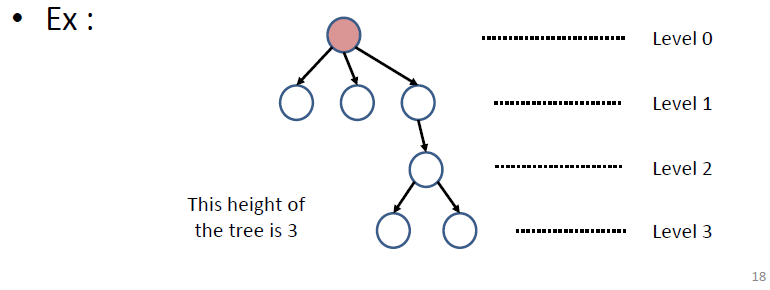 • Ex :
Level 0
Level 1
Level 2
This height of
the tree is 3
Level 3
18